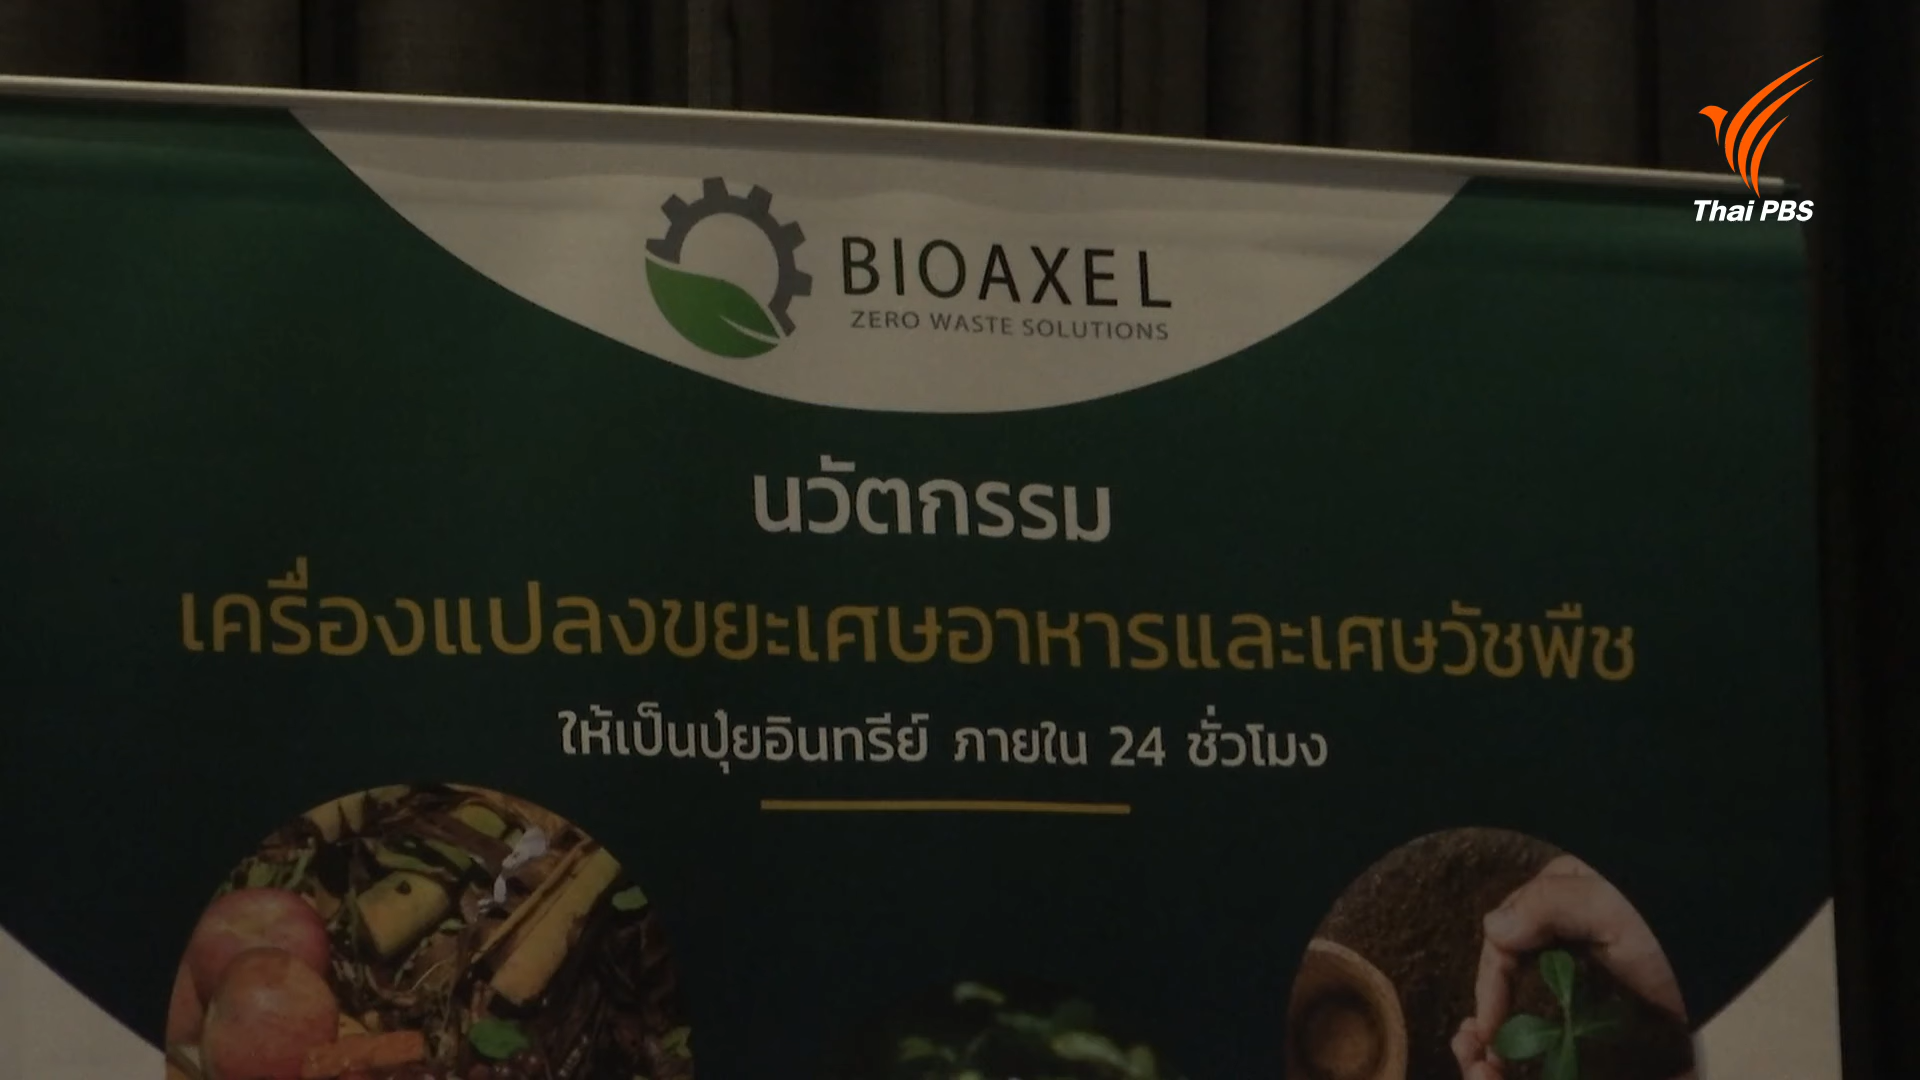 Thai PBS
BIOAXEL
ZERO WASTE SOLUTIONS
นวัตกรรม
เครื่องแปลงขยะเศษอาหารและเศษวัชพืช
ให้เป็นปุ๋ยอินทรีย์ ภายใน 24 ชั่วโมง